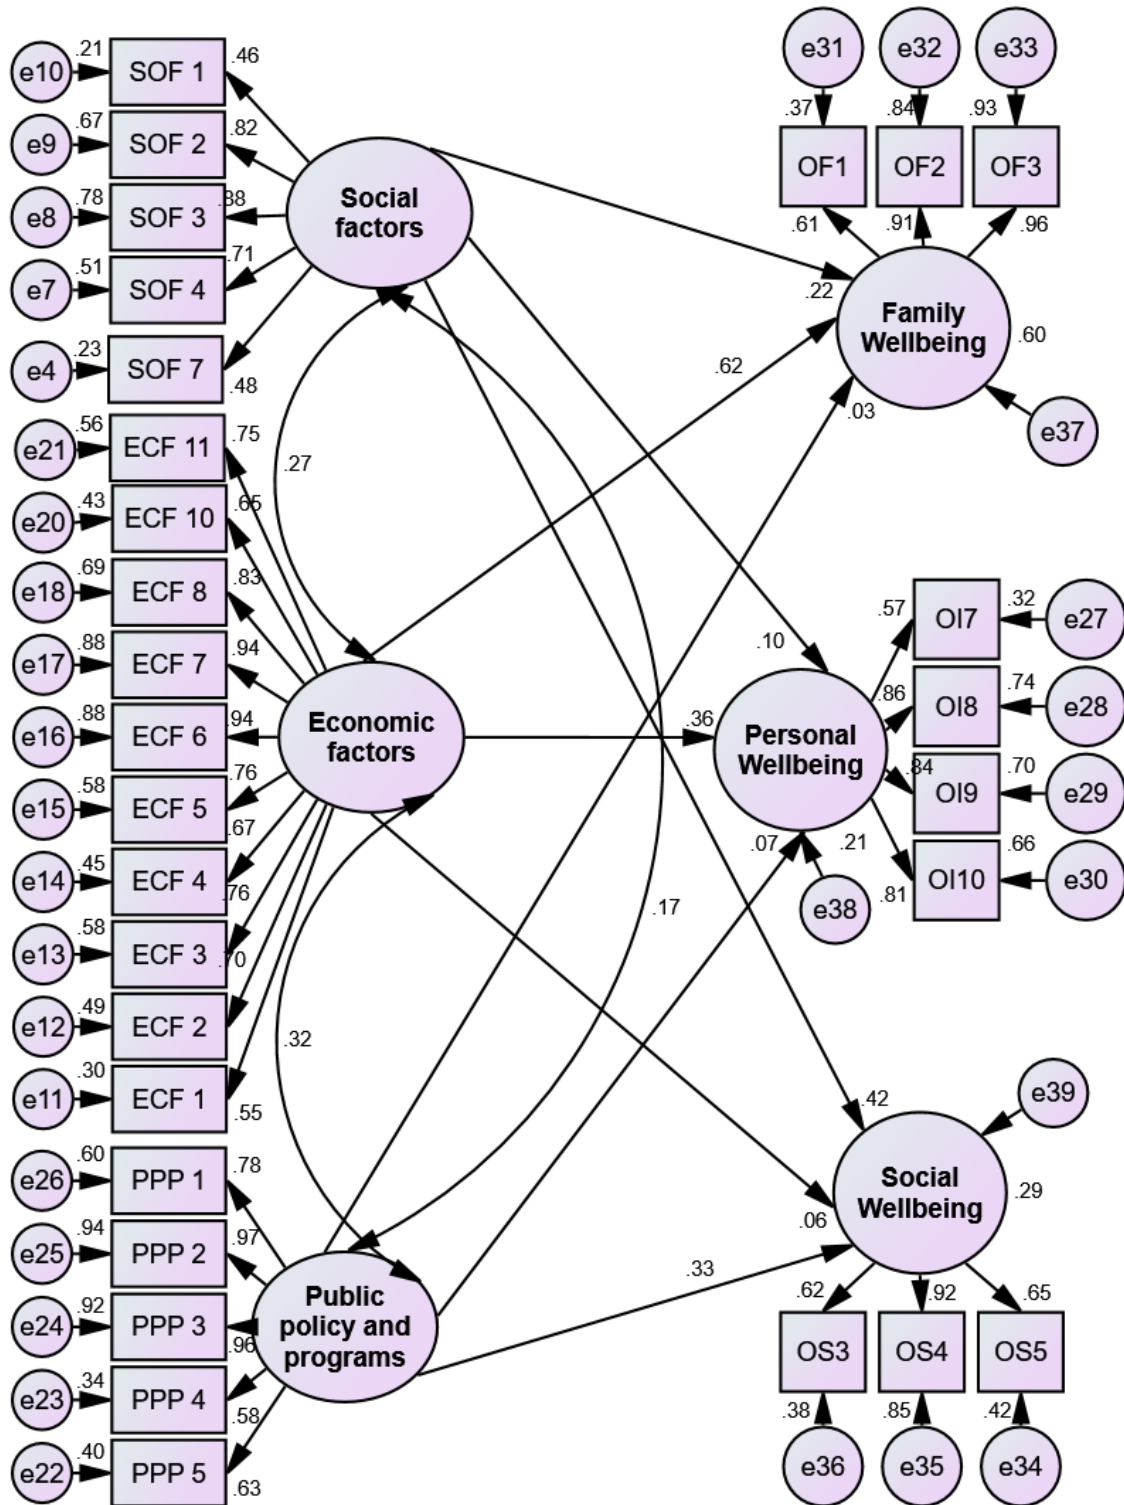 e10 .21 SOF 1 .46
e9 .67 SOF 2 .82
e8 .78 SOF 3 .88
e7 .51 SOF 4 .71
e4 .23 SOF 7 .48
Social
factors
e31 e32 e33
.37 .84 .93
OF1 OF2 OF3
.61 .91 .96
.22
Family
Wellbeing
.60
.62
.03
e37
e21 .56 ECF 11 .75
e20 .43 ECF 10 .65
e18 .69 ECF 8 .83
e17 .88 ECF 7 .94
e16 .88 ECF 6 .94
e15 .58 ECF 5 .76
e14 .45 ECF 4 .67
e13 .58 ECF 3 .76
e12 .49 ECF 2 .70
e11 .30 ECF 1 .55
.27
Economic
factors
.10
.36
Personal
Wellbeing
.07
.21
e38
.57 OI7 .32 e27
.86 OI8 .74 e28
.84 OI9 .70 e29
.81 OI10 .66 e30
.17
.32
e26 .60 PPP 1 .78
e25 .94 PPP 2 .97
e24 .92 PPP 3 .96
e23 .34 PPP 4 .58
e22 .40 PPP 5 .63
Public
policy and
programs
.42
e39
Social
Wellbeing
.29
.06
.33
.62 .92 .65
OS3 OS4 OS5
.38 .85 .42
e36 e35 e34